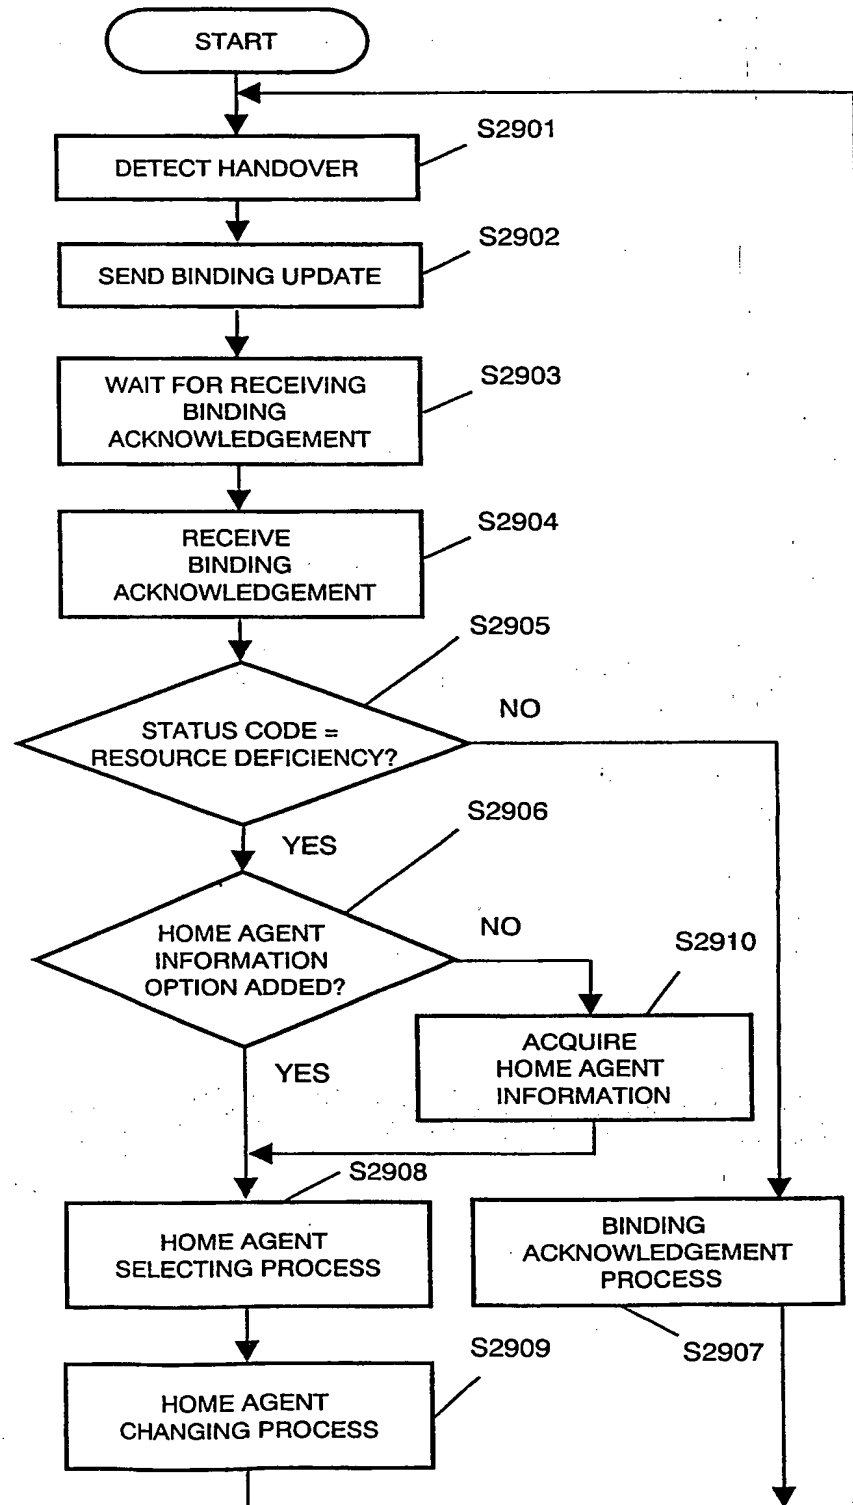 START
S2901
DETECT HANDOVER
S2902
SEND BINDING UPDATE
S2903
WAIT FOR RECEIVING
BINDING
ACKNOWLEDGEMENT
S2904
RECEIVE
BINDING
ACKNOWLEDGEMENT
S2905
STATUS CODE =
RESOURCE DEFICIENCY?
NO
YES
S2906
HOME AGENT
INFORMATION
OPTION ADDED?
NO
YES
S2910
ACQUIRE
HOME AGENT
INFORMATION
S2908
HOME AGENT
SELECTING PROCESS
BINDING
ACKNOWLEDGEMENT
PROCESS
S2907
S2909
HOME AGENT
CHANGING PROCESS